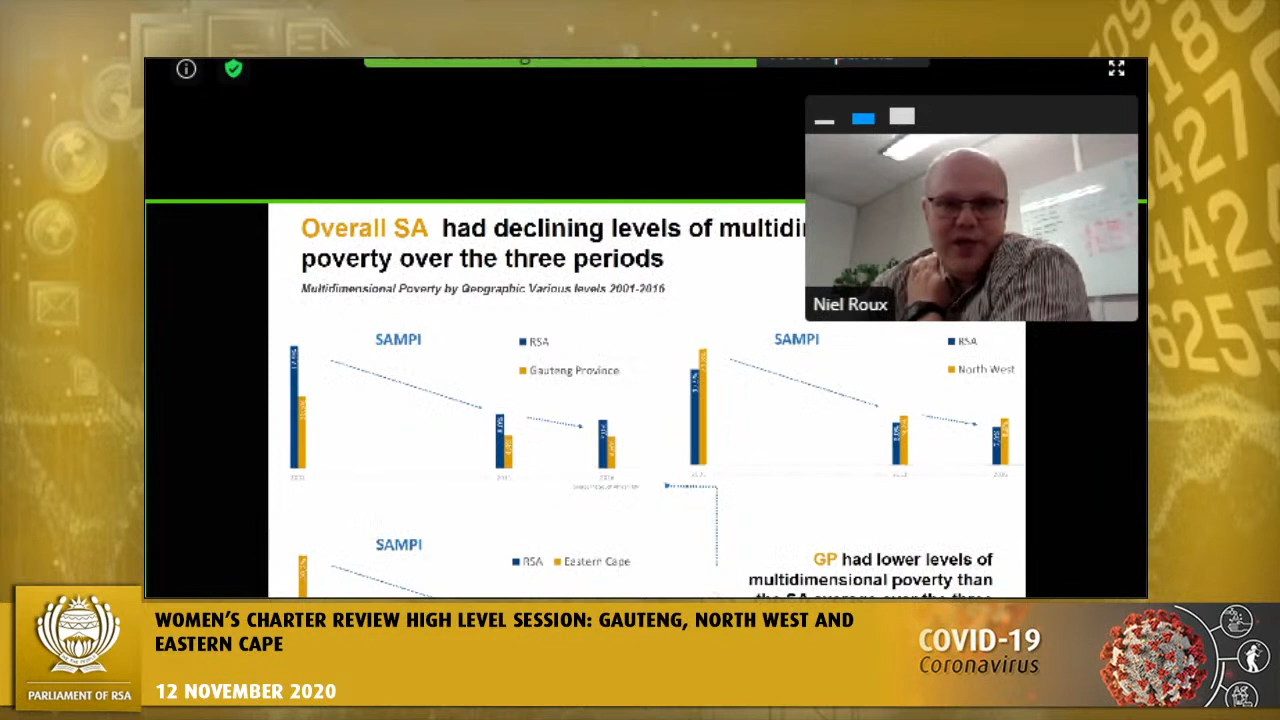 Overall SA had declining levels of
poverty over the three periods
Multidimensional Poverty by Geographic Various levels 2001-2016
Niel Roux
SAMPI
RSA
Gauteng Province
SAMPI
RSA
North West
SAMPI
RSA
Eastern Cape
GP had lower levels of
multidimensional poverty than
WOMEN'S CHARTER REVIEW HIGH LEVEL SESSION: GAUTENG, NORTH WEST AND
EASTERN CAPE
12 NOVEMBER 2020
PARLIAMENT OF RSA
COVID-19
Coronavirus